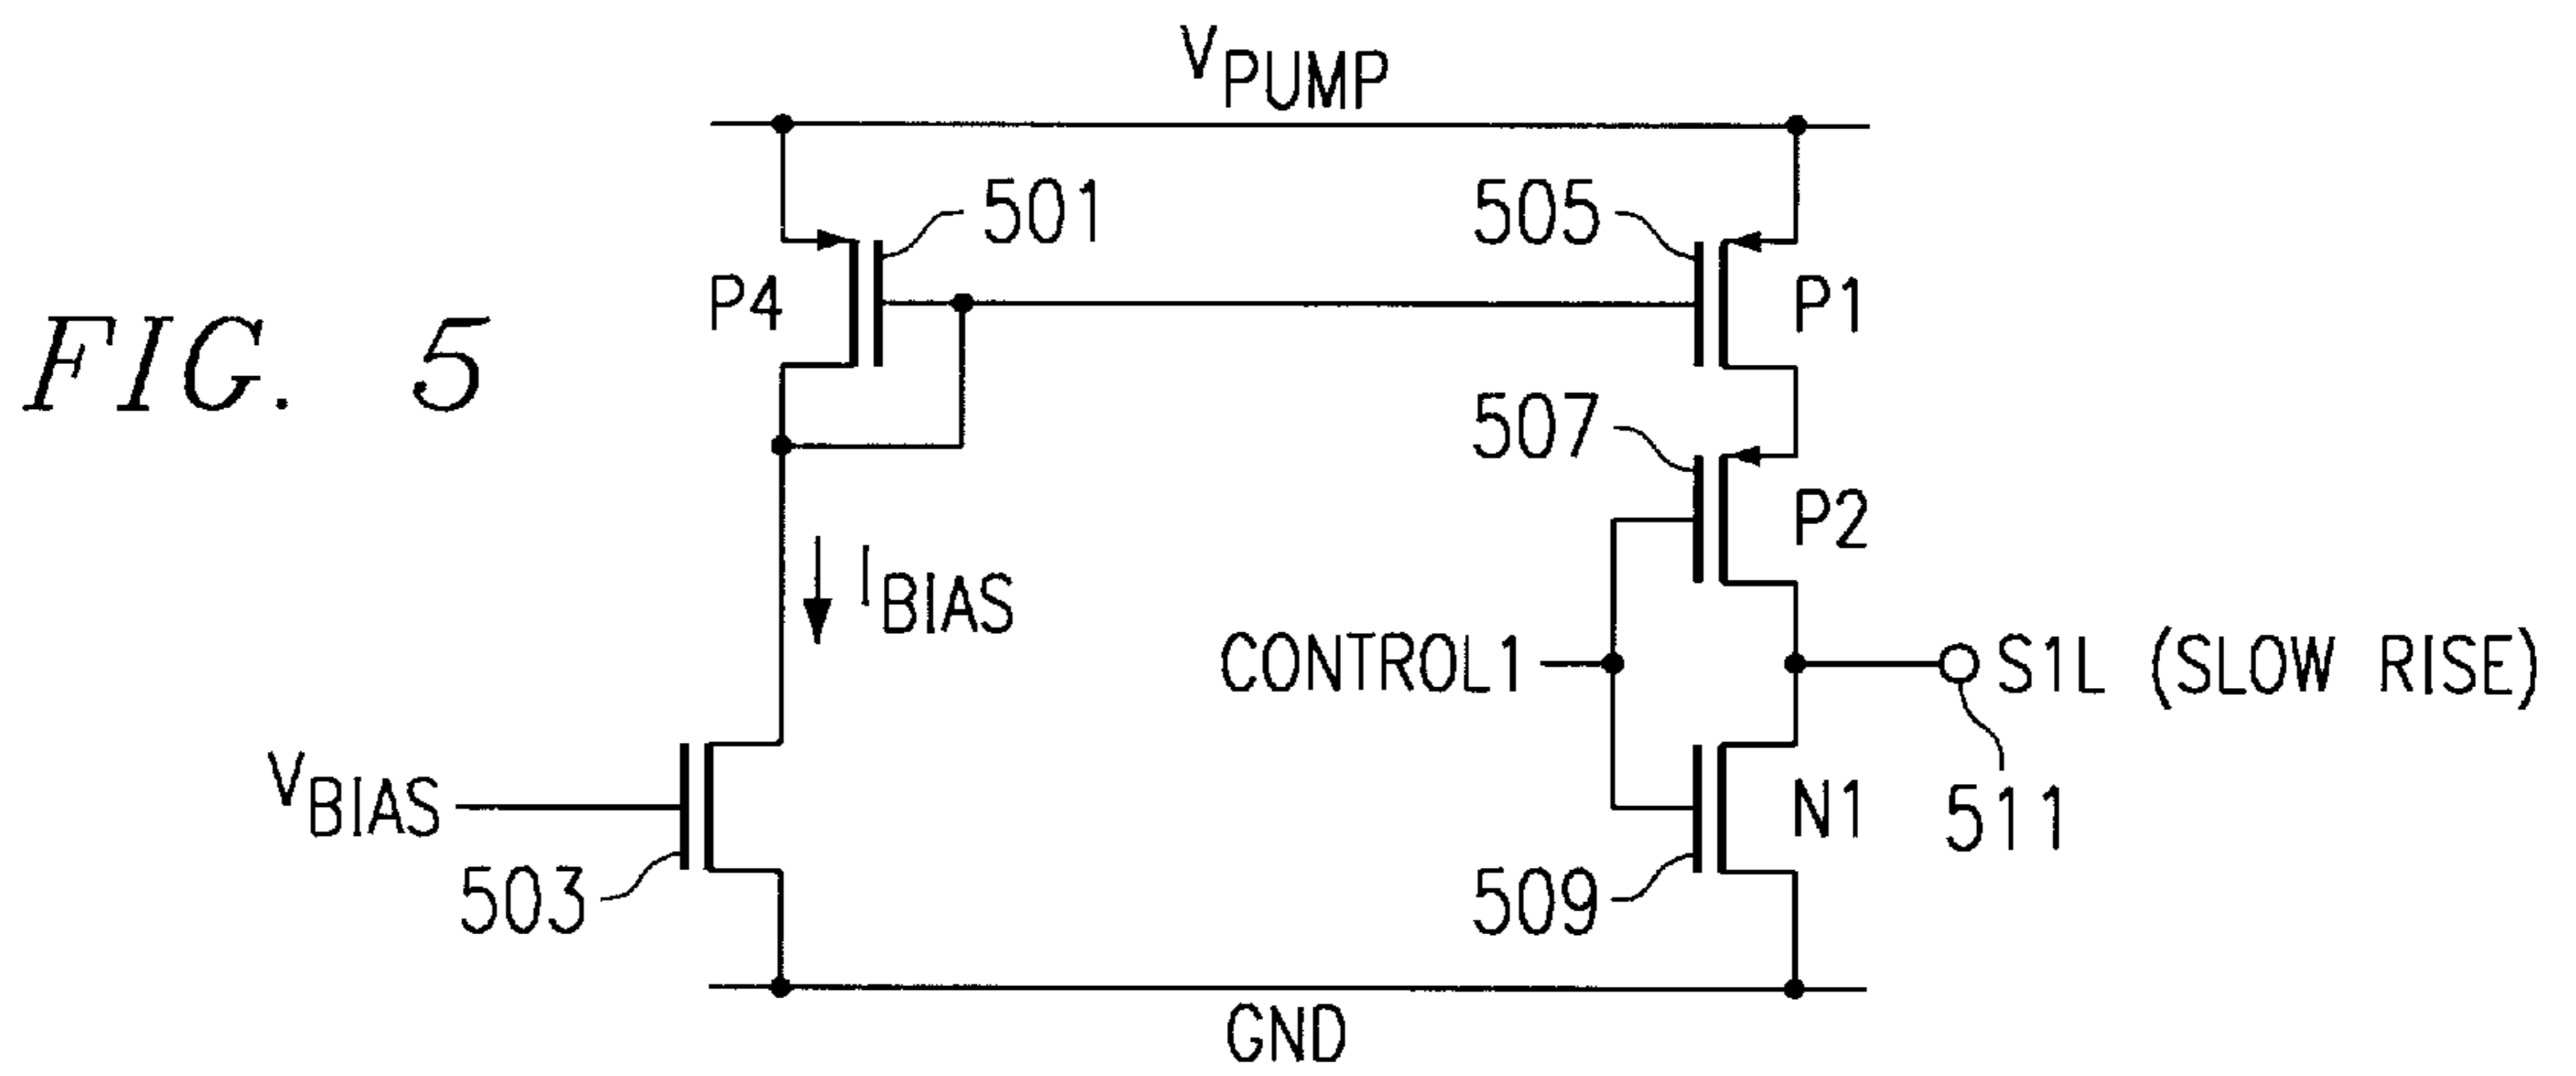 VPUMP
501
505
P4
P1
FIG. 5
507
P2
IBIAS
CONTROL1
S1L (SLOW RISE)
VBIAS
N1
511
503
509
GND